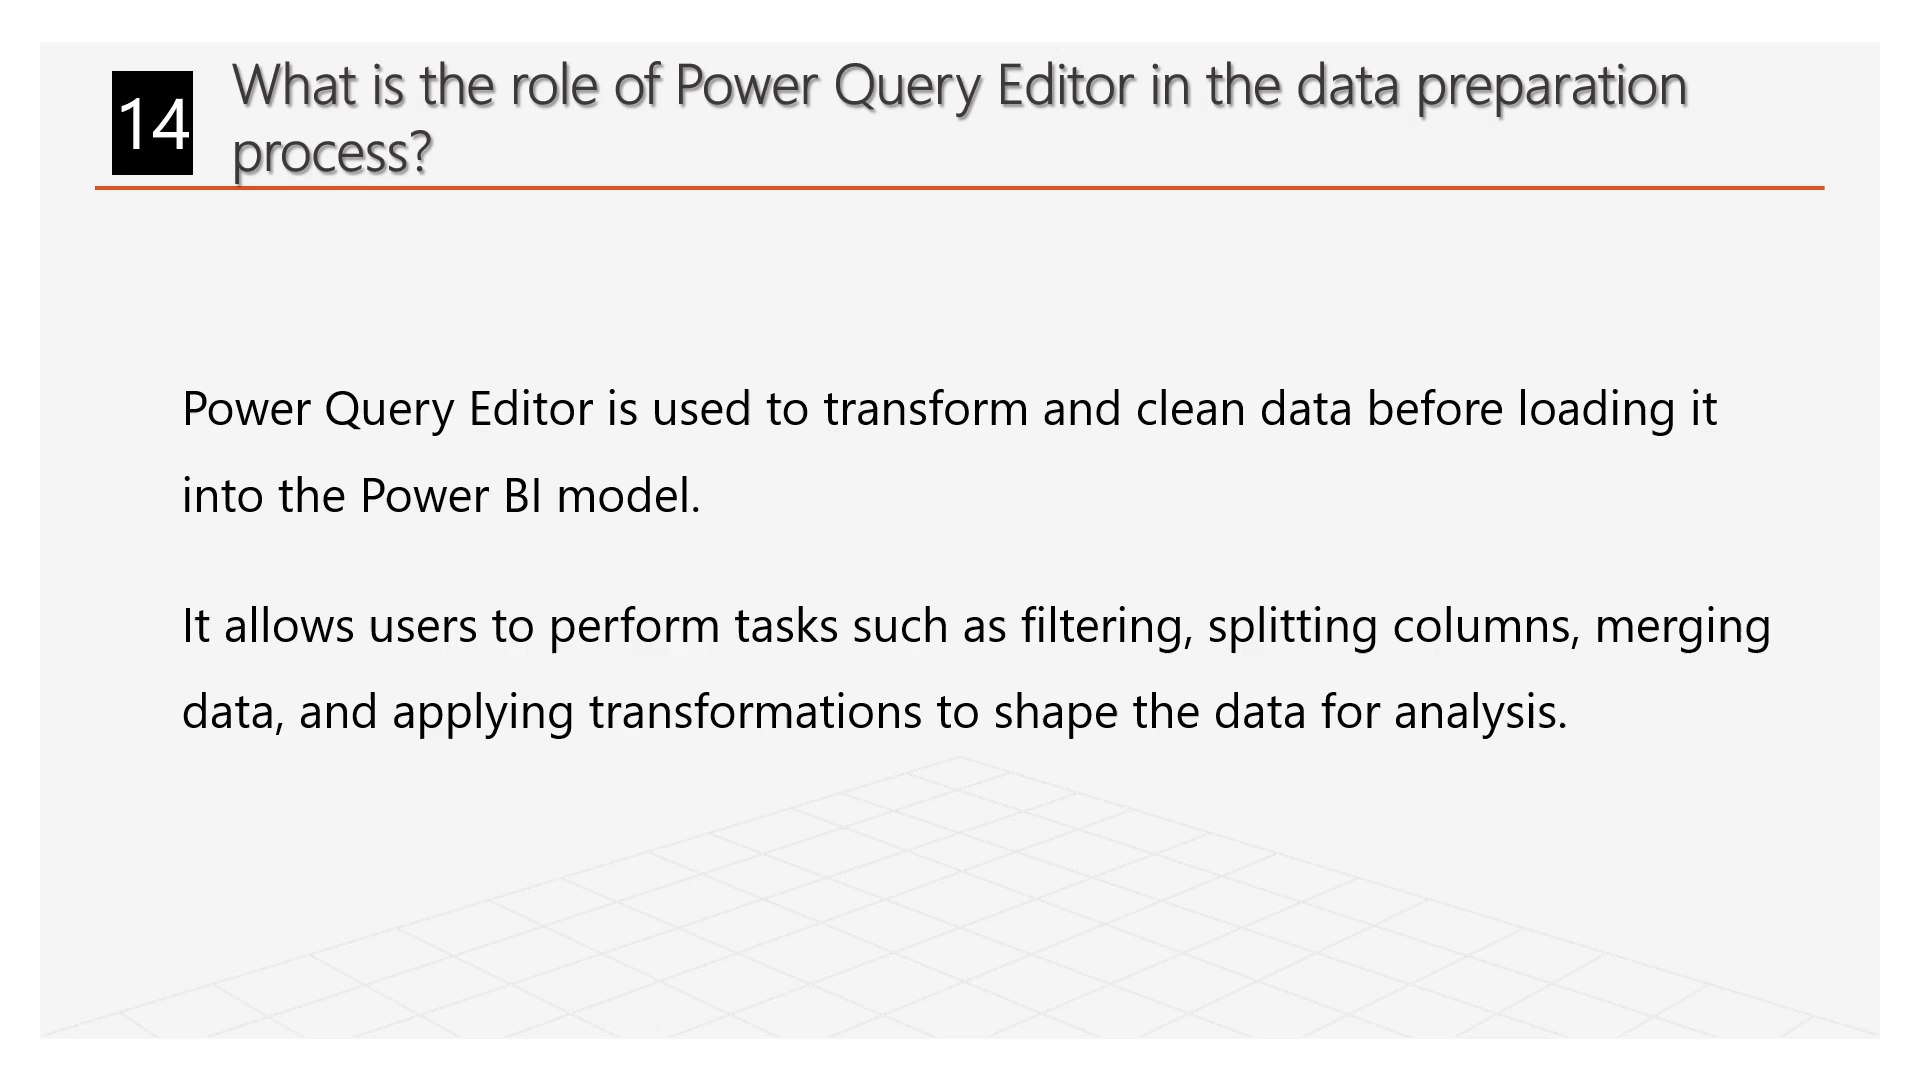 14
What is the role of Power Query Editor in the data preparation
process?
Power Query Editor is used to transform and clean data before loading it
into the Power BI model.
It allows users to perform tasks such as filtering, splitting columns, merging
data, and applying transformations to shape the data for analysis.